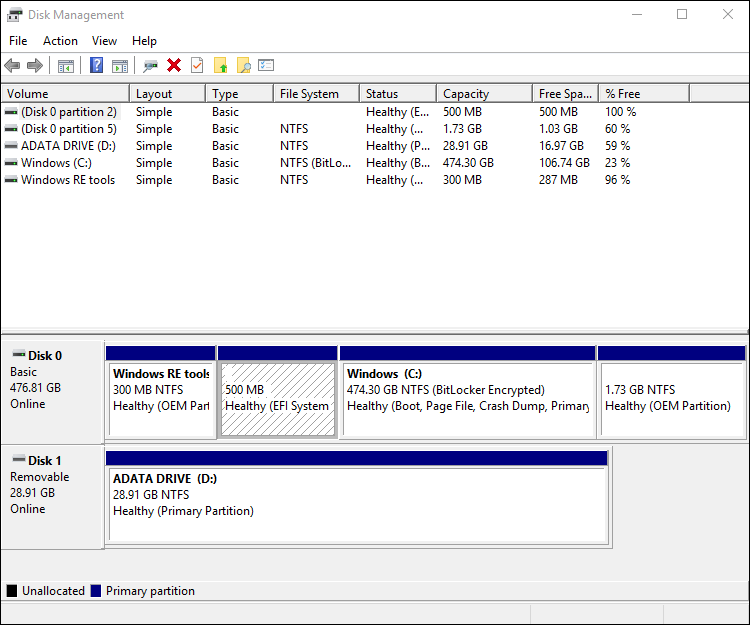 Disk Management
File Action View Help
Volume Layout Type File System Status Capacity Free Spa... % Free
(Disk 0 partition 2) Simple Basic Healthy (E... 500 MB 500 MB 100 %
(Disk 0 partition 5) Simple Basic NTFS Healthy (... 1.73 GB 1.03 GB 60 %
ADATA DRIVE (D:) Simple Basic NTFS Healthy (P... 28.91 GB 16.97 GB 59 %
Windows (C:) Simple Basic NTFS (BitLo... Healthy (B... 474.30 GB 106.74 GB 23 %
Windows RE tools Simple Basic NTFS Healthy (... 300 MB 287 MB 96 %
Disk 0
Basic
476.81 GB
Online
Windows RE tools
300 MB NTFS
Healthy (OEM Part
500 MB
Healthy (EFI System
Windows (C:)
474.30 GB NTFS (BitLocker Encrypted)
Healthy (Boot, Page File, Crash Dump, Primary
1.73 GB NTFS
Healthy (OEM Partition)
Disk 1
Removable
28.91 GB
Online
ADATA DRIVE (D:)
28.91 GB NTFS
Healthy (Primary Partition)
Unallocated Primary partition